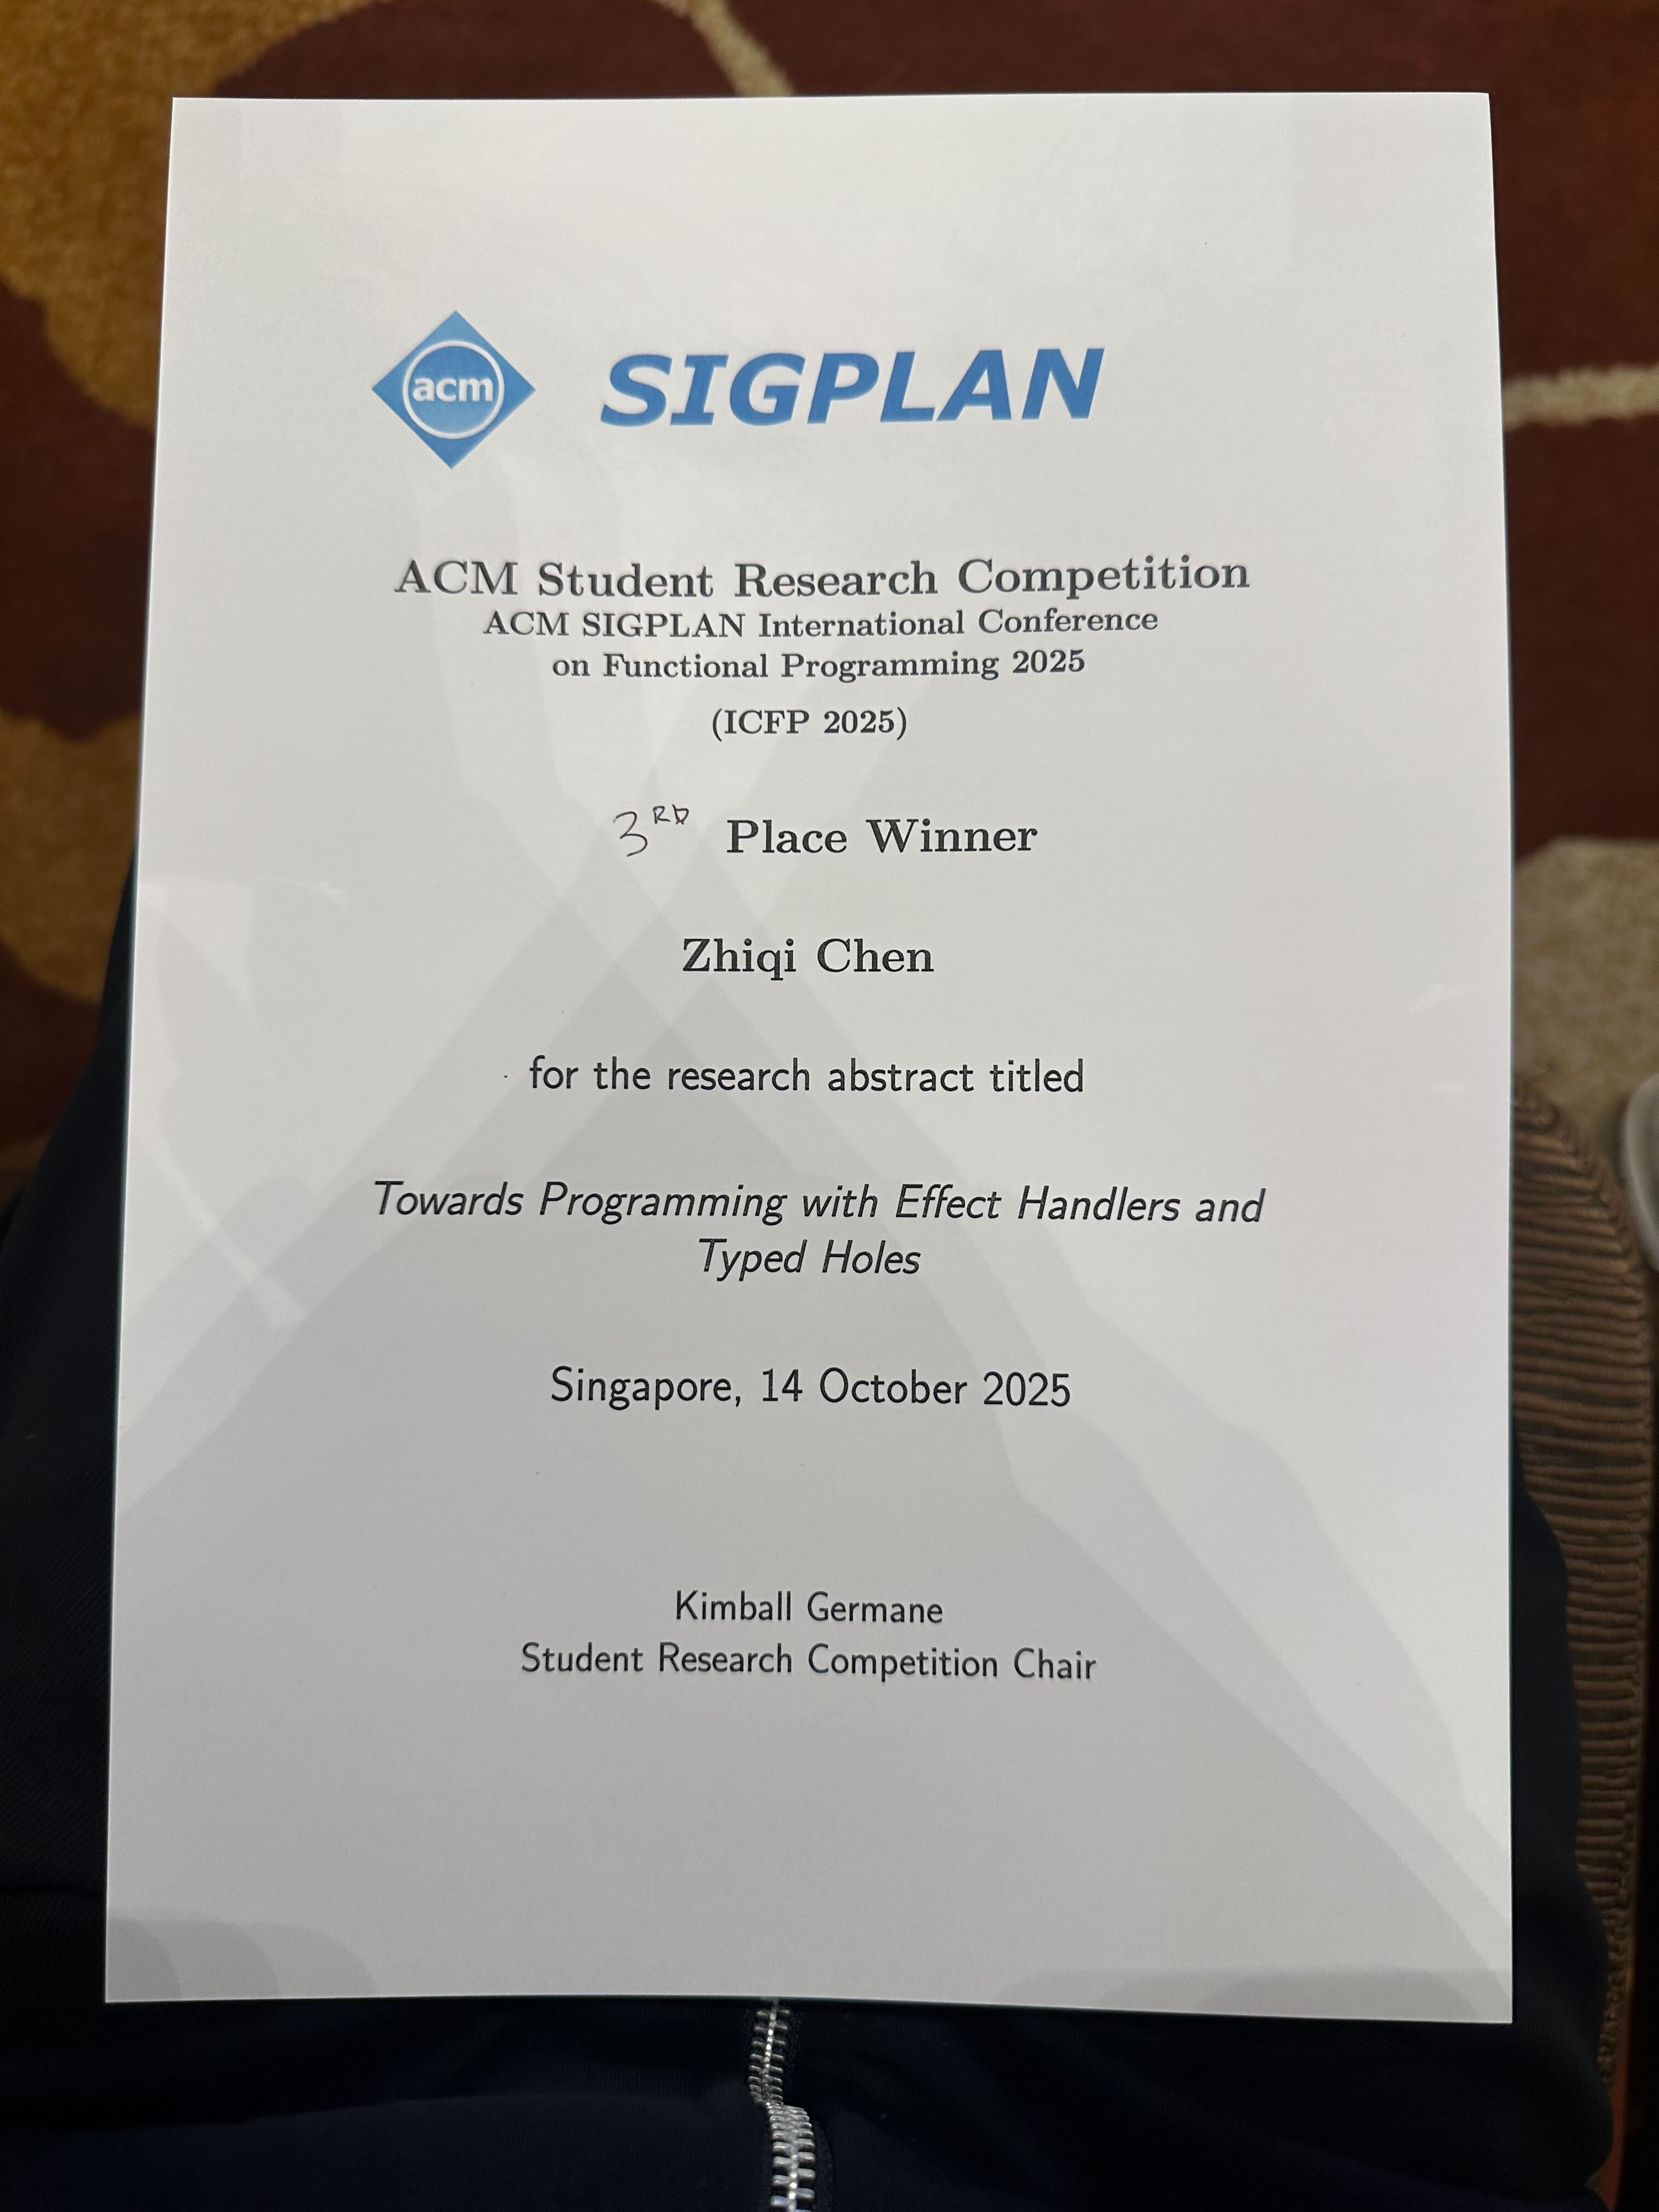 acm SIGPLAN
ACM Student Research Competition
ACM SIGPLAN International Conference
on Functional Programming 2025
(ICFP 2025)
3RD Place Winner
Zhiqi Chen
for the research abstract titled
Towards Programming with Effect Handlers and
Typed Holes
Singapore, 14 October 2025
Kimball Germane
Student Research Competition Chair